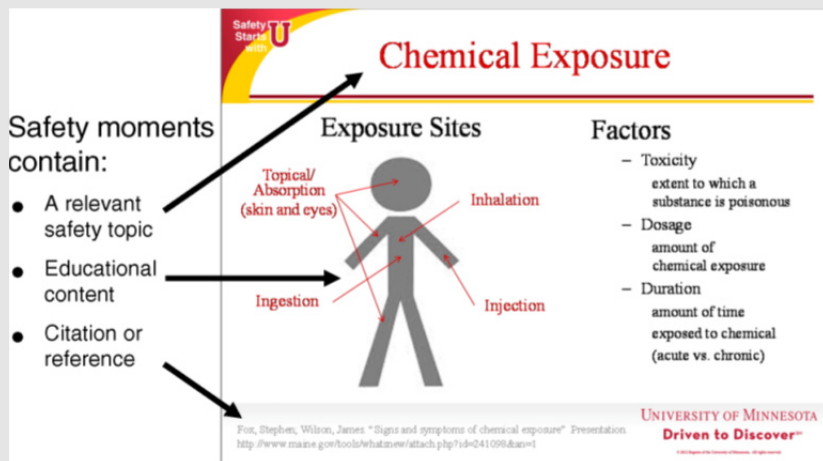 Safety
Starts
with U
Chemical Exposure
Safety moments
contain:
● A relevant
safety topic
● Educational
content
● Citation or
reference
Exposure Sites
Topical/
Absorption
(skin and eyes)
Inhalation
Ingestion
Injection
Factors
– Toxicity
extent to which a
substance is poisonous
– Dosage
amount of
chemical exposure
– Duration
amount of time
exposed to chemical
(acute vs. chronic)
Fox, Stephen; Wilson, James. "Signs and symptoms of chemical exposure" Presentation.
http://www.maine.gov/tools/whatsnew/attach.php?id=241098&an=1
UNIVERSITY OF MINNESOTA
Driven to Discover℠